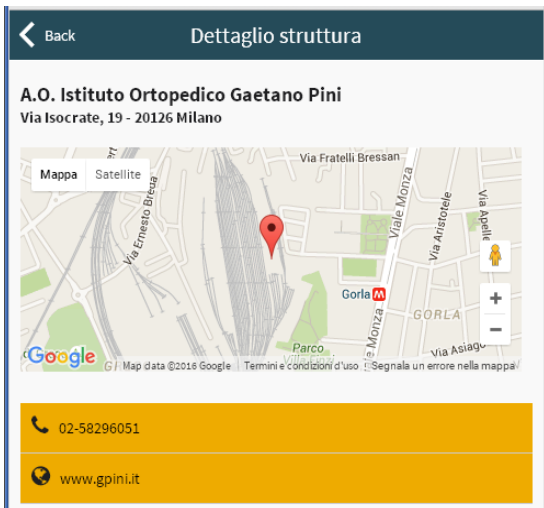 Back
Dettaglio struttura
A.O. Istituto Ortopedico Gaetano Pini
Via Isocrate, 19 - 20126 Milano
Mappa
Satellite
Via Fratelli Bressan
Via Ernesto Breda
Viale Monza
Via Aristotele
Via Apelle
Gorla M
GORLA
Viale Monza
Parco
Via Asiago
Google
Map data ©2016 Google
Termini e condizioni d'uso
Segnala un errore nella mappa
02-58296051
www.gpini.it